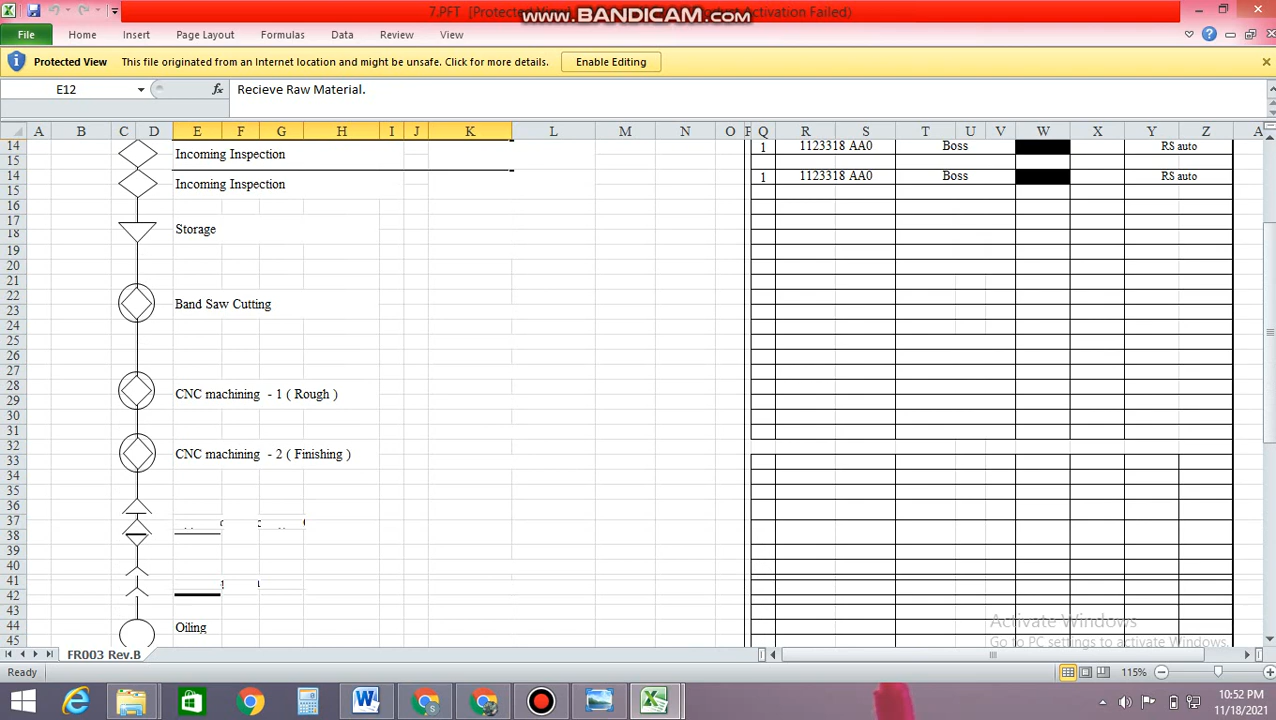 7.PFT [Protected View] Product Activation Failed)
www.BANDICAM.com
File Home Insert Page Layout Formulas Data Review View
Protected View This file originated from an Internet location and might be unsafe. Click for more details. Enable Editing
E12 fx Recieve Raw Material.
A B C D E F G H I J K L M N O P Q R S T U V W X Y Z A
14 Incoming Inspection 1 1123318 AA0 Boss RS auto
15
14 Incoming Inspection 1 1123318 AA0 Boss RS auto
15
16
17 Storage
18
19
20
21
22 Band Saw Cutting
23
24
25
26
27
28 CNC machining - 1 ( Rough )
29
30
31
32 CNC machining - 2 ( Finishing )
33
34
35
36
37
38
39
40
41
42
43
44 Oiling
45
Activate Windows
Go to PC settings to activate Windows.
FR003 Rev.B
Ready 115%
10:52 PM
11/18/2021